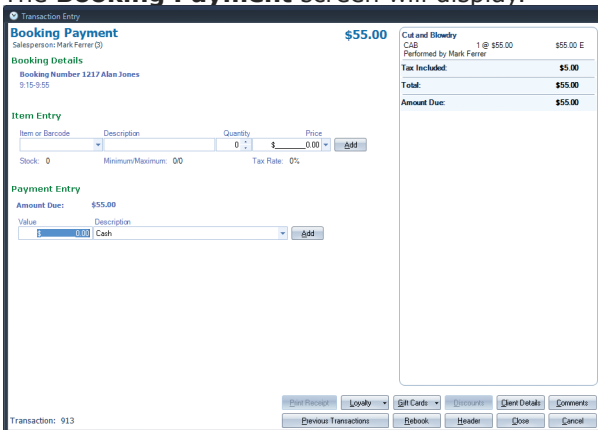 The Booking Payment screen will display.
Transaction Entry
Booking Payment $55.00
Salesperson: Mark Ferrer (3)
Booking Details
Booking Number 1217 Alan Jones
9:15-9:55
Item Entry
Item or Barcode Description Quantity Price
0 $______0.00 Add
Stock: 0 Minimum/Maximum: 0/0 Tax Rate: 0%
Payment Entry
Amount Due: $55.00
Value Description
$ 0.00 Cash Add
Cut and Blowdry
CAB 1 @ $55.00 $55.00 E
Performed by Mark Ferrer
Tax Included: $5.00
Total: $55.00
Amount Due: $55.00
Print Receipt Loyalty Gift Cards Discounts Client Details Comments
Transaction: 913 Previous Transactions Rebook Header Close Cancel